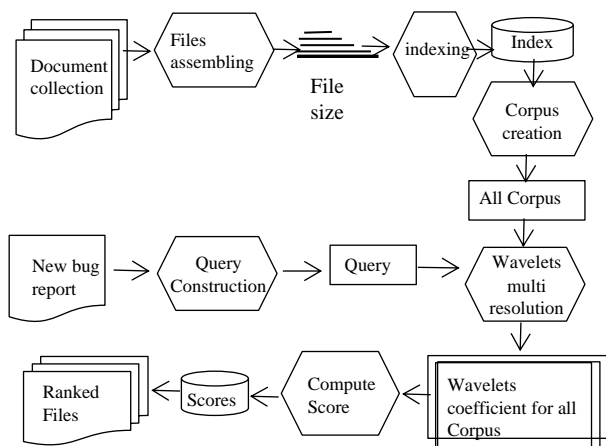 Document
collection
Files
assembling
File
size
indexing
Index
Corpus
creation
All Corpus
New bug
report
Query
Construction
Query
Wavelets
multi
resolution
Ranked
Files
Scores
Compute
Score
Wavelets
coefficient for all
Corpus